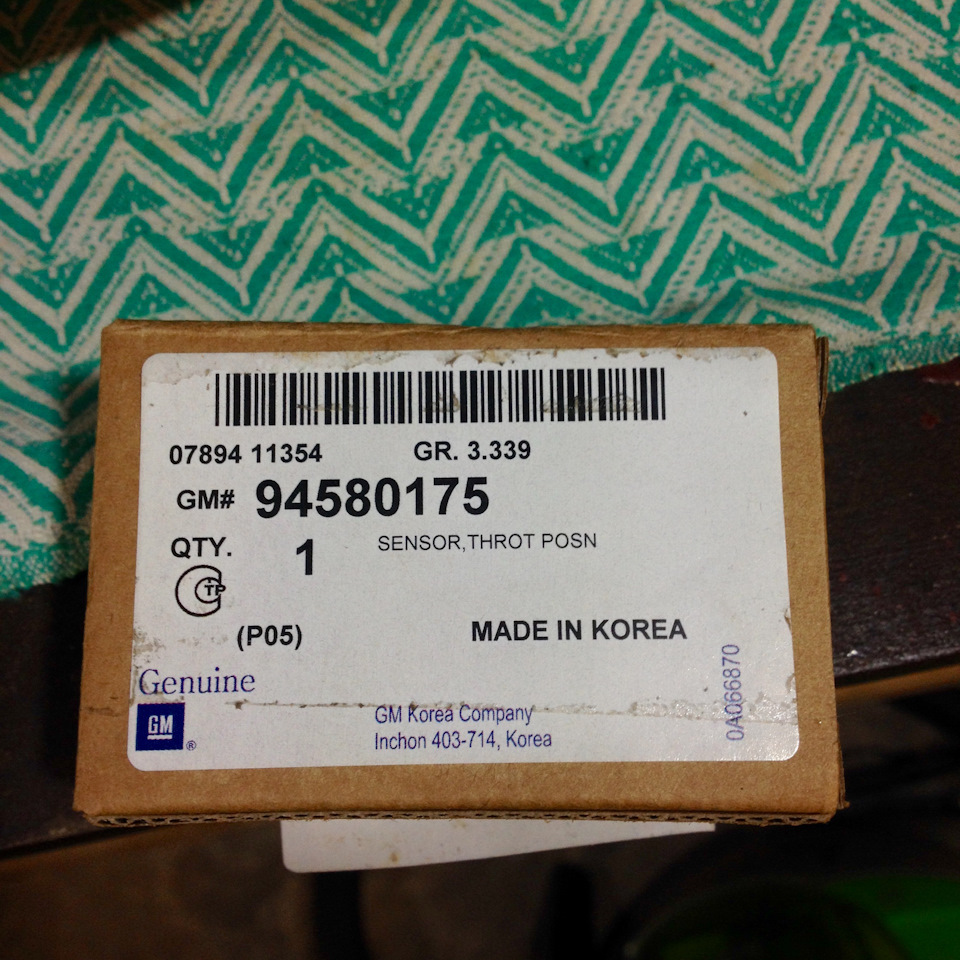 07894 11354 GR. 3.339
GM# 94580175
QTY. 1 SENSOR,THROT POSN
CTP
(P05) MADE IN KOREA
Genuine
GM ®
GM Korea Company
Inchon 403-714, Korea
0A066870